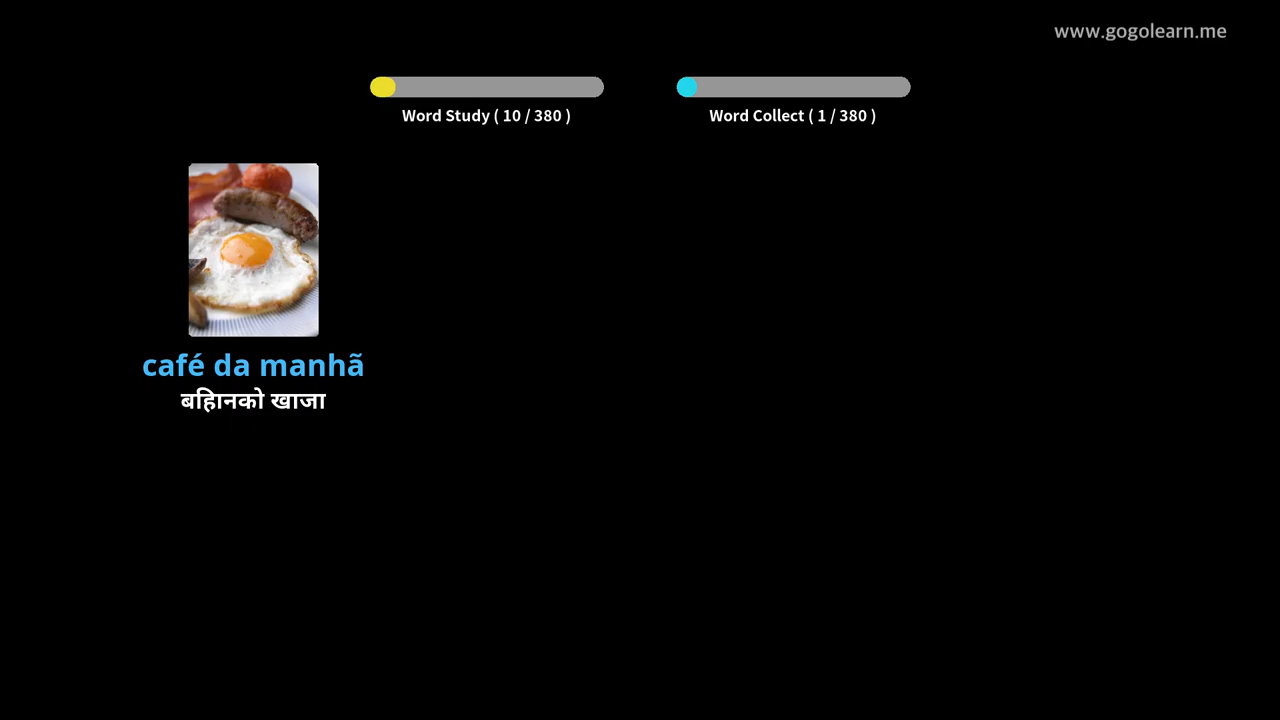 www.gogolearn.me
Word Study ( 10 / 380 )
Word Collect ( 1 / 380 )
café da manhã
बिहानको खाजा